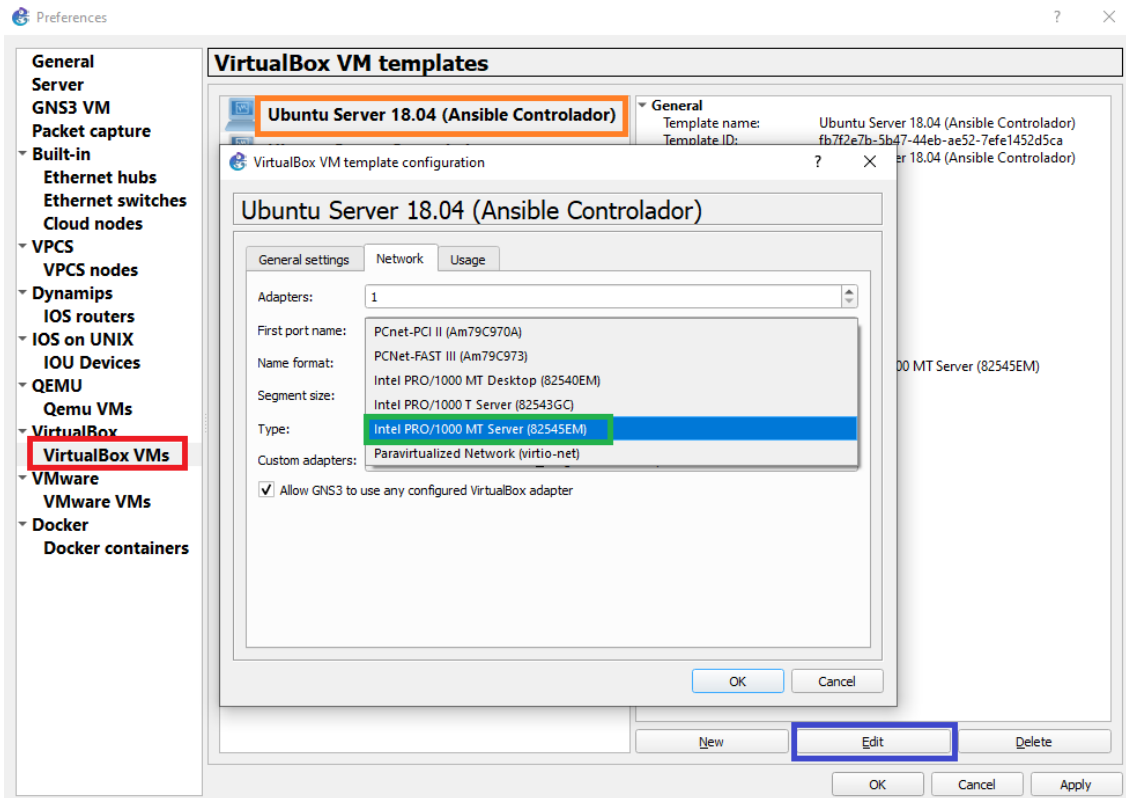 Preferences
?
General
Server
GNS3 VM
Packet capture
Built-in
Ethernet hubs
Ethernet switches
Cloud nodes
VPCS
VPCS nodes
Dynamips
IOS routers
IOS on UNIX
IOU Devices
QEMU
Qemu VMs
VirtualBox
VirtualBox VMs
VMware
VMware VMs
Docker
Docker containers
VirtualBox VM templates
Ubuntu Server 18.04 (Ansible Controlador)
General
Template name: Ubuntu Server 18.04 (Ansible Controlador)
Template ID: fb7f2e7b-5b47-44eb-ae52-7efe1452d5ca
er 18.04 (Ansible Controlador)
00 MT Server (82545EM)
VirtualBox VM template configuration
?
Ubuntu Server 18.04 (Ansible Controlador)
General settings Network Usage
Adapters: 1
First port name:
Name format:
Segment size:
Type:
Custom adapters:
PCnet-PCI II (Am79C970A)
PCNet-FAST III (Am79C973)
Intel PRO/1000 MT Desktop (82540EM)
Intel PRO/1000 T Server (82543GC)
Intel PRO/1000 MT Server (82545EM)
Paravirtualized Network (virtio-net)
Allow GNS3 to use any configured VirtualBox adapter
OK Cancel
New Edit Delete
OK Cancel Apply